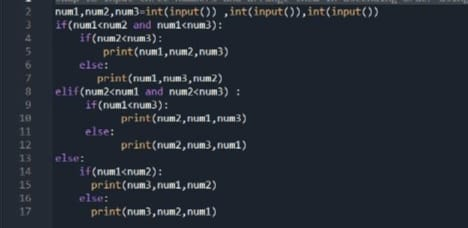 2 num1,num2,num3=int(input()) ,int(input()),int(input())
3 if(num1<num2 and num1<num3):
4     if(num2<num3):
5         print(num1,num2,num3)
6     else:
7         print(num1,num3,num2)
8 elif(num2<num1 and num2<num3) :
9     if(num1<num3):
10         print(num2,num1,num3)
11     else:
12         print(num2,num3,num1)
13 else:
14     if(num1<num2):
15         print(num3,num1,num2)
16     else:
17         print(num3,num2,num1)